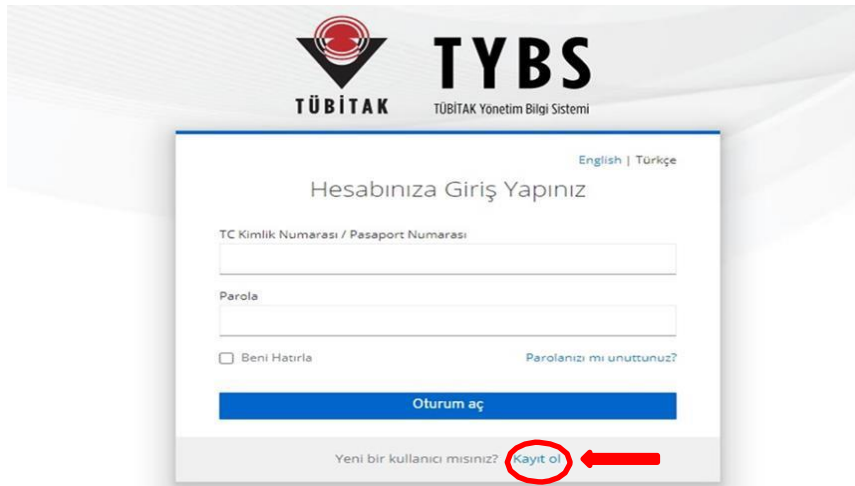 TÜBİTAK
TYBS
TÜBİTAK Yönetim Bilgi Sistemi
English | Türkçe
Hesabınıza Giriş Yapınız
TC Kimlik Numarası / Pasaport Numarası
Parola
Beni Hatırla
Parolanızı mı unuttunuz?
Oturum aç
Yeni bir kullanıcı mısınız? Kayıt ol